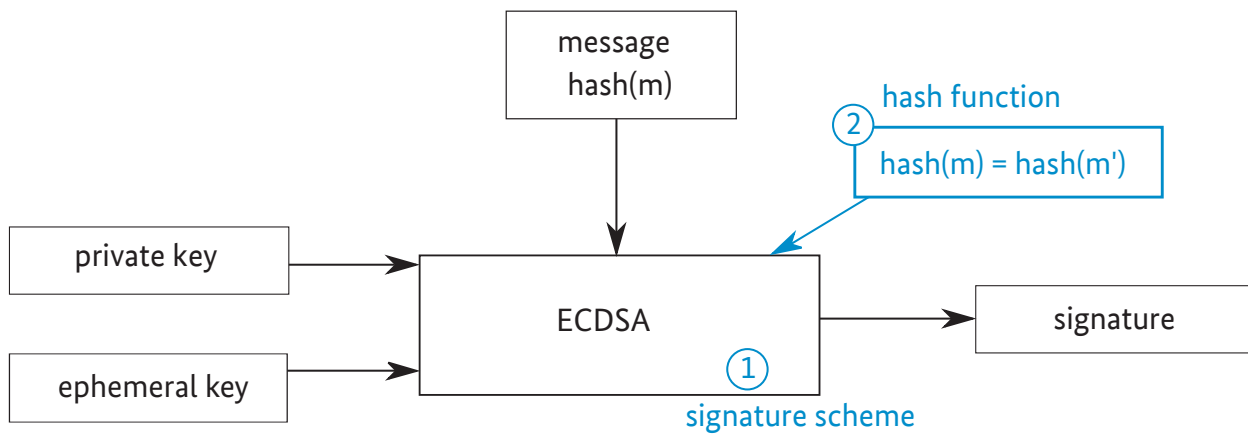 message
hash(m)
hash function
2
hash(m) = hash(m')
private key
ECDSA
signature
ephemeral key
1
signature scheme